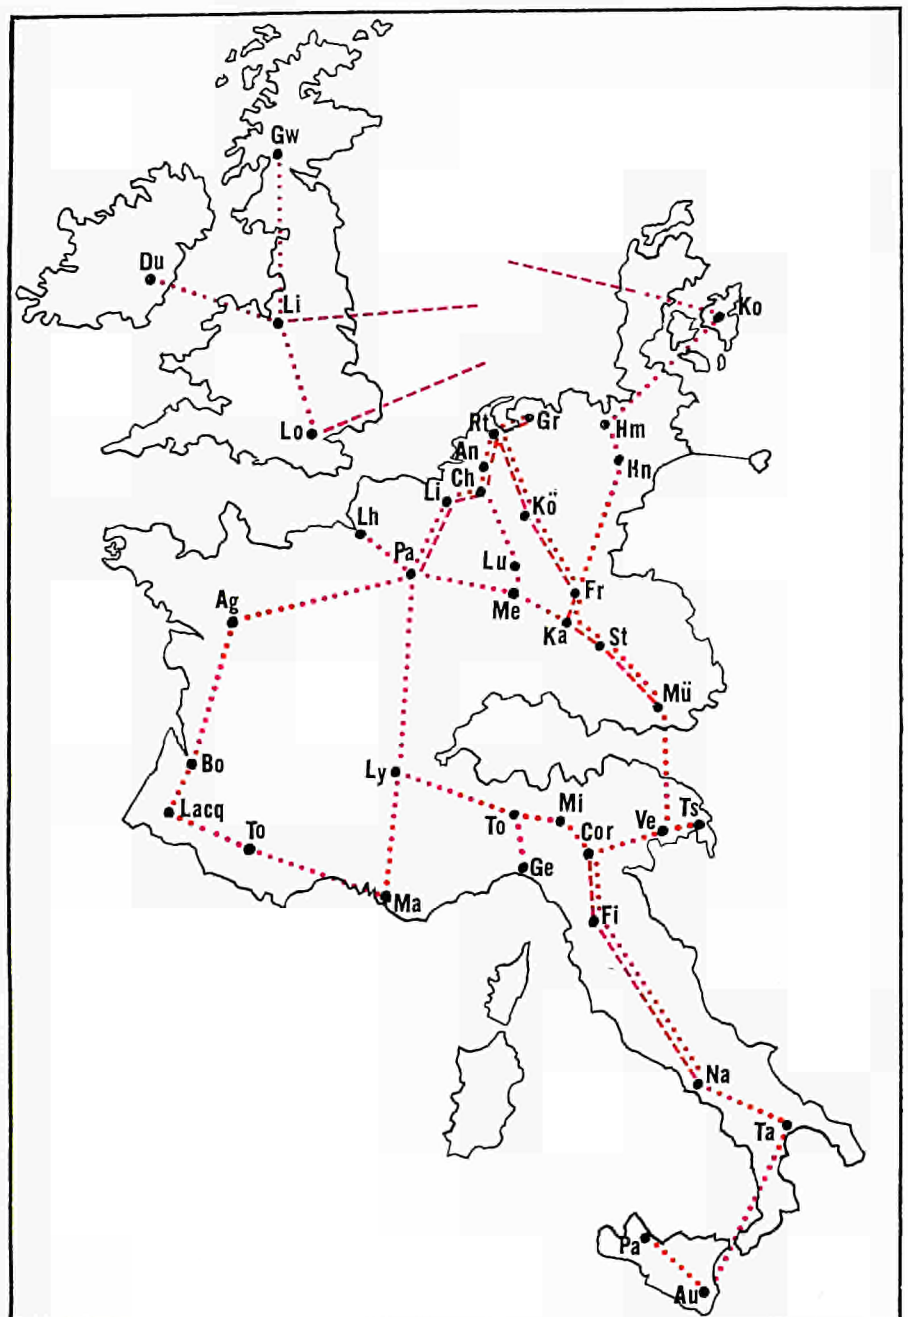 Gw
Du
Li
Ko
Lo
Rt
Gr
Hm
An
Hn
Ch
Li
Kö
Lh
Pa
Lu
Fr
Me
Ag
Ka
St
Mü
Bo
Ly
Lacq
Mi
To
To
Cor
Ve
Ts
Ge
Ma
Fi
Na
Ta
Pa
Au